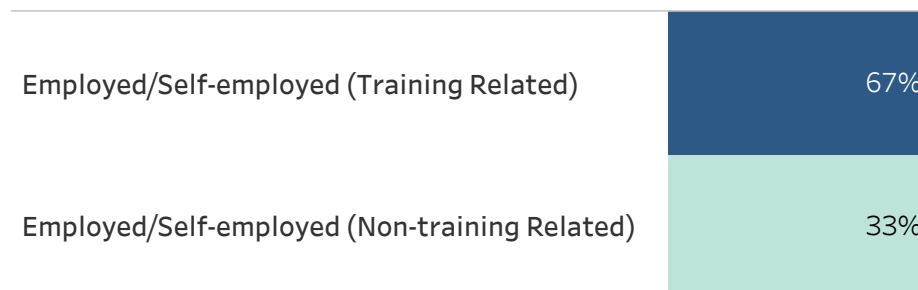 Employed/Self-employed (Training Related) 67%
Employed/Self-employed (Non-training Related) 33%